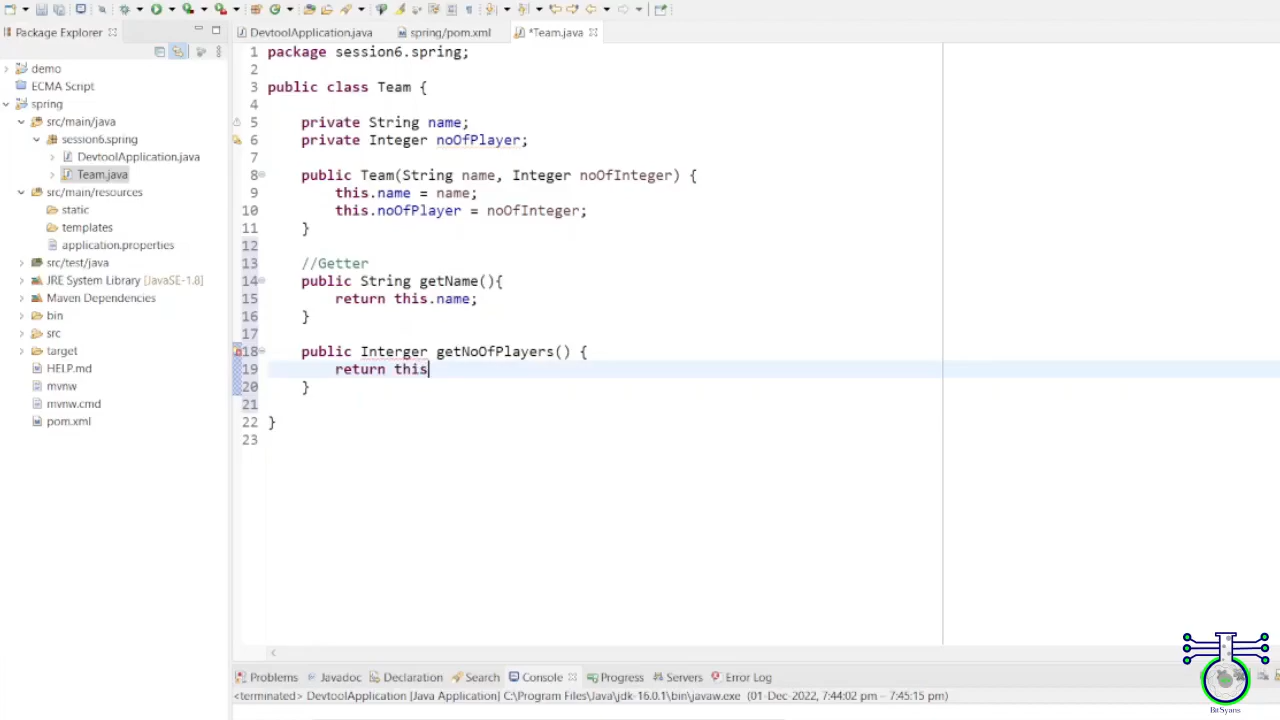 Package Explorer
DevtoolApplication.java
spring/pom.xml
*Team.java
demo
ECMA Script
spring
src/main/java
session6.spring
DevtoolApplication.java
Team.java
src/main/resources
static
templates
application.properties
src/test/java
JRE System Library [JavaSE-1.8]
Maven Dependencies
bin
src
target
HELP.md
mvnw
mvnw.cmd
pom.xml
1 package session6.spring;
2
3 public class Team {
4
5 private String name;
6 private Integer noOfPlayer;
7
8 public Team(String name, Integer noOfInteger) {
9 this.name = name;
10 this.noOfPlayer = noOfInteger;
11 }
12
13 //Getter
14 public String getName(){
15 return this.name;
16 }
17
18 public Interger getNoOfPlayers() {
19 return this
20 }
21
22 }
23
Problems Javadoc Declaration Search Console Progress Servers Error Log
<terminated> DevtoolApplication [Java Application] C:\Program Files\Java\jdk-16.0.1\bin\javaw.exe (01-Dec-2022, 7:44:02 pm – 7:45:15 pm)
BitSyans